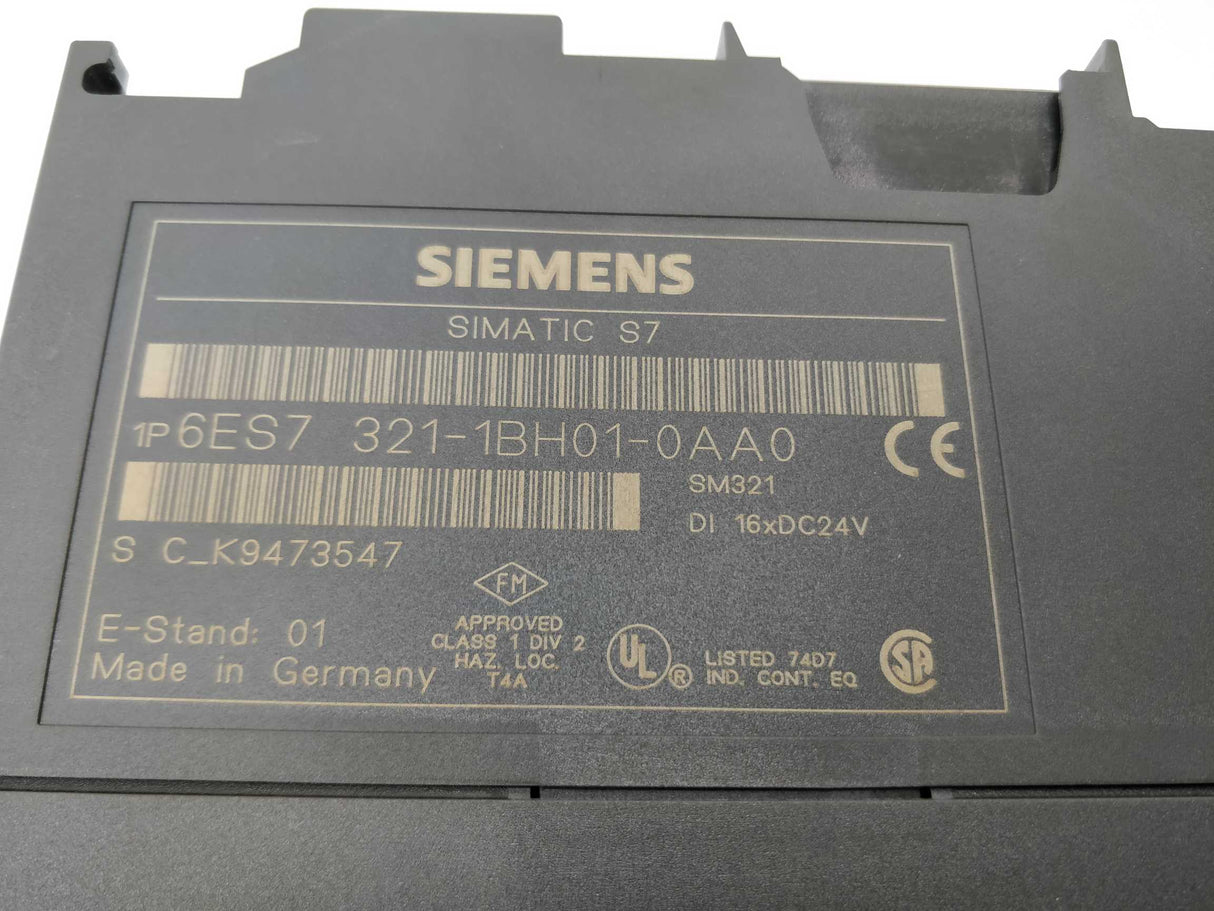 SIEMENS
SIMATIC S7
1P 6ES7 321-1BH01-0AA0
CE
SM321
DI 16xDC24V
S C_K9473547
E-Stand: 01
Made in Germany
FM
APPROVED
CLASS 1 DIV 2
HAZ. LOC.
T4A
UL ®
LISTED 74D7
IND. CONT. EQ
SA